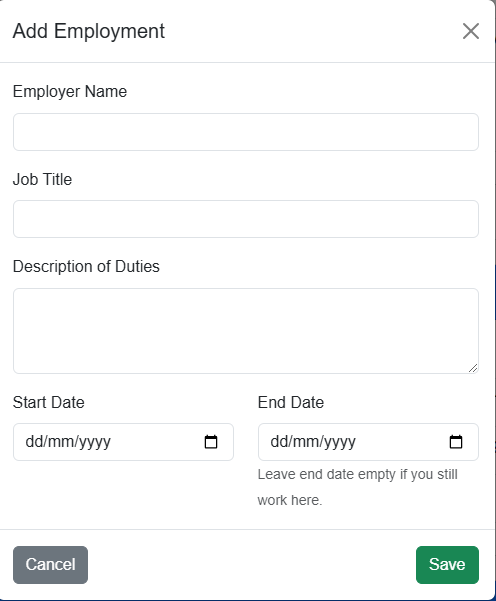 Add Employment
Employer Name
Job Title
Description of Duties
Start Date
End Date
dd/mm/yyyy
dd/mm/yyyy
Leave end date empty if you still
work here.
Cancel
Save